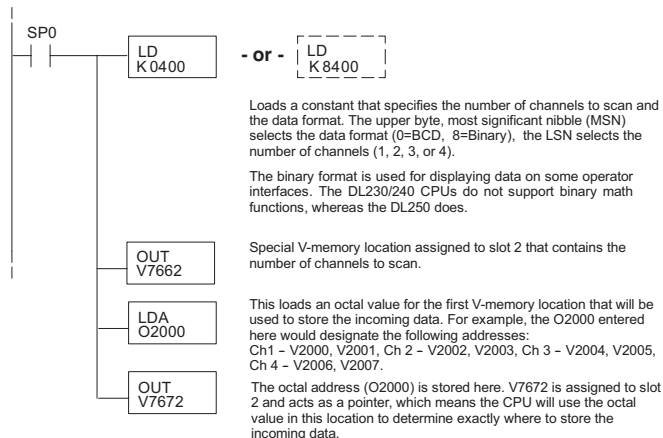 SP0
LD
K0400
- or -
LD
K8400
Loads a constant that specifies the number of channels to scan and
the data format. The upper byte, most significant nibble (MSN)
selects the data format (0=BCD, 8=Binary), the LSN selects the
number of channels (1, 2, 3, or 4).
The binary format is used for displaying data on some operator
interfaces. The DL230/240 CPUs do not support binary math
functions, whereas the DL250 does.
OUT
V7662
Special V-memory location assigned to slot 2 that contains the
number of channels to scan.
LDA
O2000
This loads an octal value for the first V-memory location that will be
used to store the incoming data. For example, the O2000 entered
here would designate the following addresses:
Ch1 – V2000, V2001, Ch 2 – V2002, V2003, Ch 3 – V2004, V2005,
Ch 4 – V2006, V2007.
OUT
V7672
The octal address (O2000) is stored here. V7672 is assigned to slot
2 and acts as a pointer, which means the CPU will use the octal
value in this location to determine exactly where to store the
incoming data.